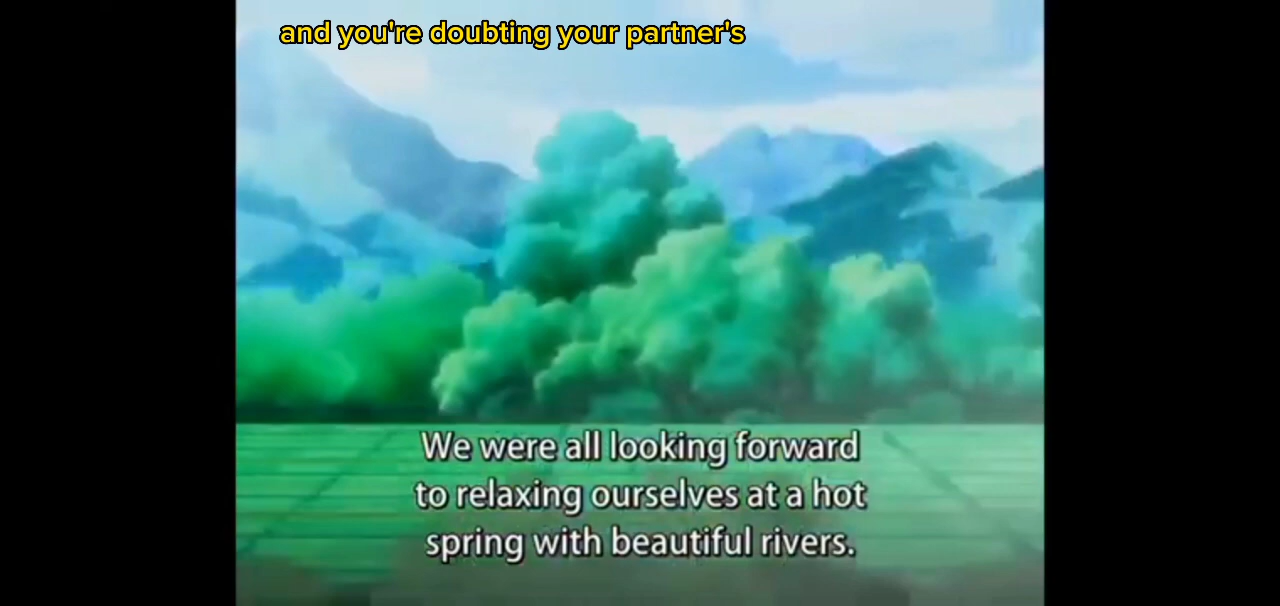 and you're doubting your partner's
We were all looking forward
to relaxing ourselves at a hot
spring with beautiful rivers.